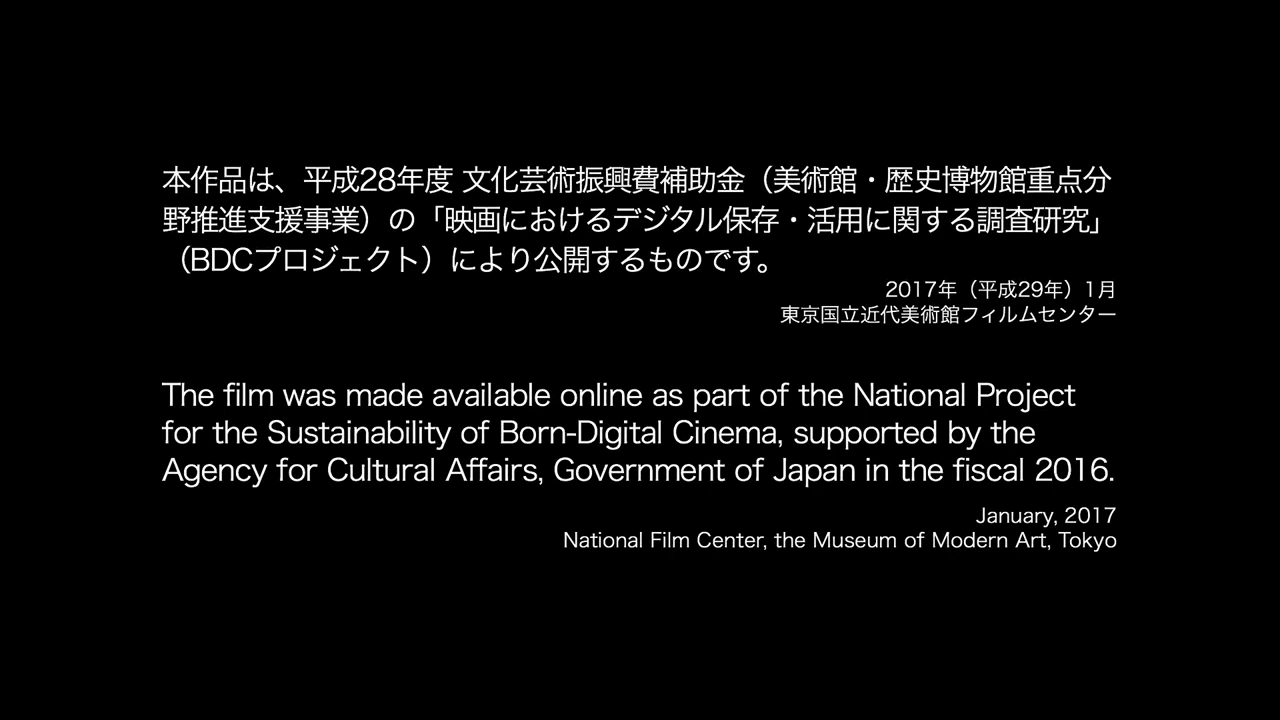 本作品は、平成28年度 文化芸術振興費補助金（美術館・歴史博物館重点分
野推進支援事業）の「映画におけるデジタル保存・活用に関する調査研究」
（BDCプロジェクト）により公開するものです。
2017年（平成29年）1月
東京国立近代美術館フィルムセンター
The film was made available online as part of the National Project
for the Sustainability of Born-Digital Cinema, supported by the
Agency for Cultural Affairs, Government of Japan in the fiscal 2016.
January, 2017
National Film Center, the Museum of Modern Art, Tokyo